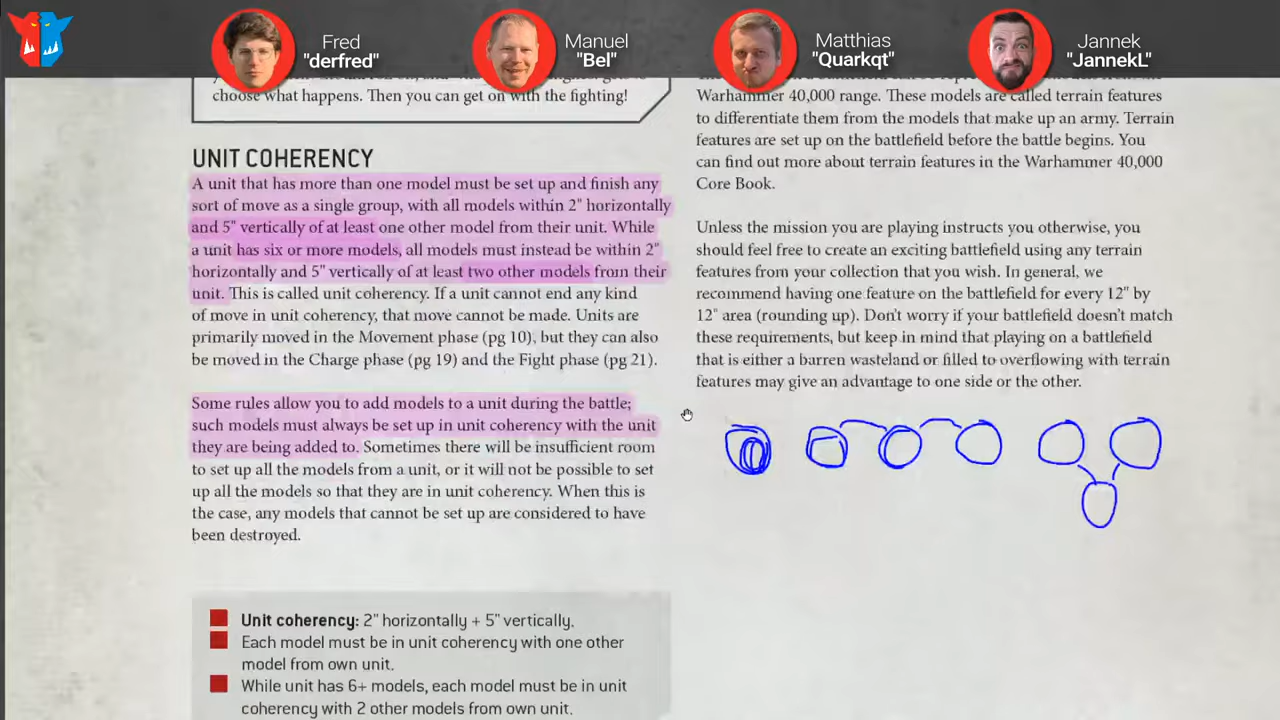 Fred
"derfred"
Manuel
"Bel"
Matthias
"Quarkqt"
Jannek
"JannekL"
choose what happens. Then you can get on with the fighting!
UNIT COHERENCY
A unit that has more than one model must be set up and finish any
sort of move as a single group, with all models within 2" horizontally
and 5" vertically of at least one other model from their unit. While
a unit has six or more models, all models must instead be within 2"
horizontally and 5" vertically of at least two other models from their
unit. This is called unit coherency. If a unit cannot end any kind
of move in unit coherency, that move cannot be made. Units are
primarily moved in the Movement phase (pg 10), but they can also
be moved in the Charge phase (pg 19) and the Fight phase (pg 21).
Some rules allow you to add models to a unit during the battle;
such models must always be set up in unit coherency with the unit
they are being added to. Sometimes there will be insufficient room
to set up all the models from a unit, or it will not be possible to set
up all the models so that they are in unit coherency. When this is
the case, any models that cannot be set up are considered to have
been destroyed.
Unit coherency: 2" horizontally + 5" vertically.
Each model must be in unit coherency with one other
model from own unit.
While unit has 6+ models, each model must be in unit
coherency with 2 other models from own unit.
Warhammer 40,000 range. These models are called terrain features
to differentiate them from the models that make up an army. Terrain
features are set up on the battlefield before the battle begins. You
can find out more about terrain features in the Warhammer 40,000
Core Book.
Unless the mission you are playing instructs you otherwise, you
should feel free to create an exciting battlefield using any terrain
features from your collection that you wish. In general, we
recommend having one feature on the battlefield for every 12" by
12" area (rounding up). Don't worry if your battlefield doesn't match
these requirements, but keep in mind that playing on a battlefield
that is either a barren wasteland or filled to overflowing with terrain
features may give an advantage to one side or the other.